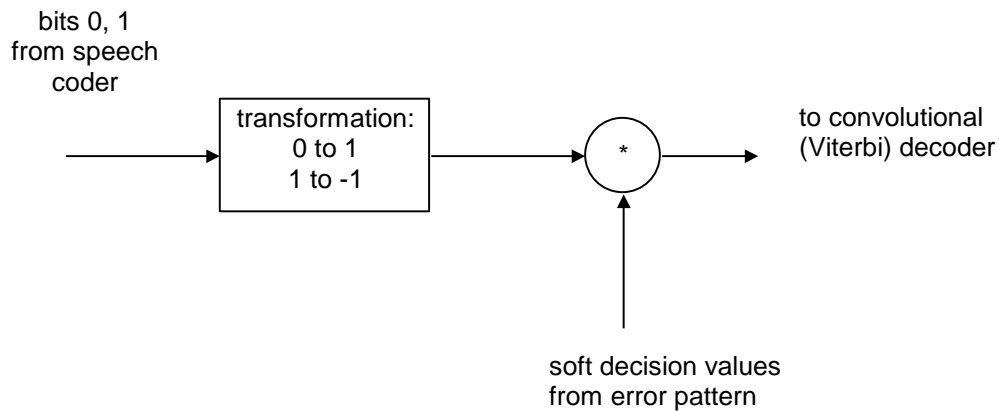 bits 0, 1
from speech
coder
transformation:
0 to 1
1 to -1
*
to convolutional
(Viterbi) decoder
soft decision values
from error pattern